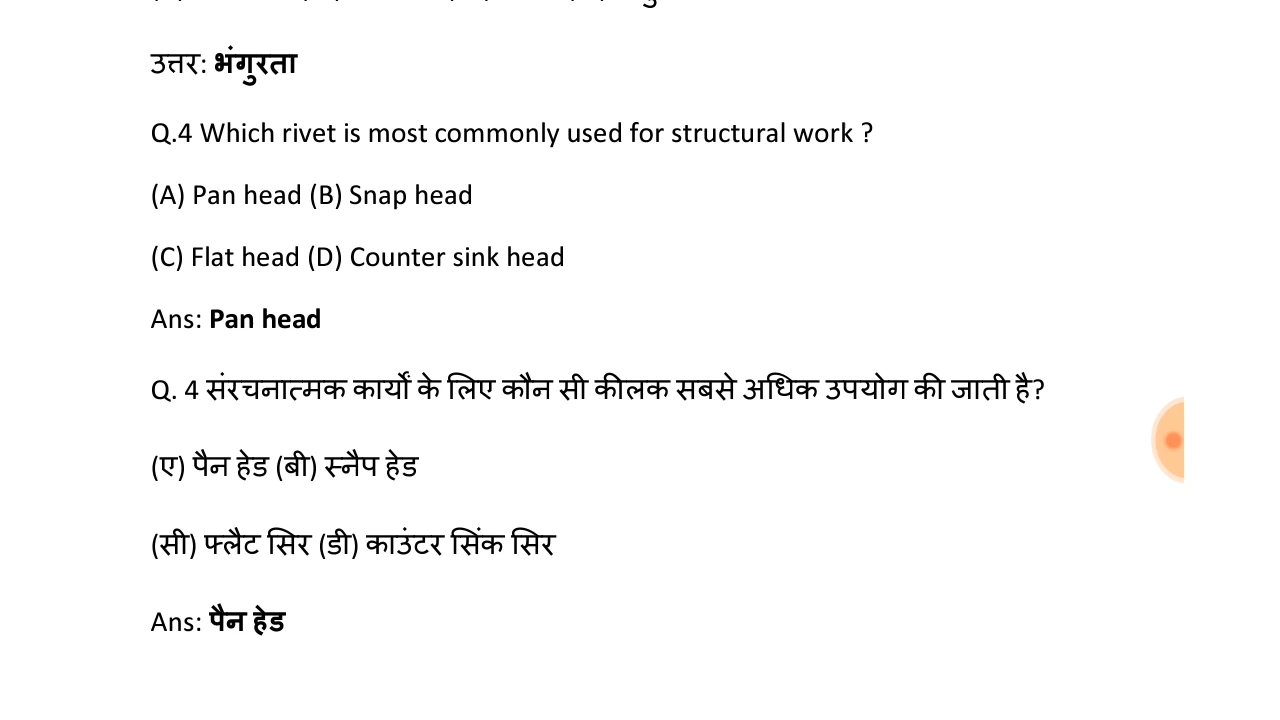 उत्तर: भंगुरता
Q.4 Which rivet is most commonly used for structural work ?
(A) Pan head (B) Snap head
(C) Flat head (D) Counter sink head
Ans: Pan head
Q. 4 संरचनात्मक कार्यों के लिए कौन सी कीलक सबसे अधिक उपयोग की जाती है?
(ए) पैन हेड (बी) स्नैप हेड
(सी) फ्लैट सिर (डी) काउंटर सिंक सिर
Ans: पैन हेड